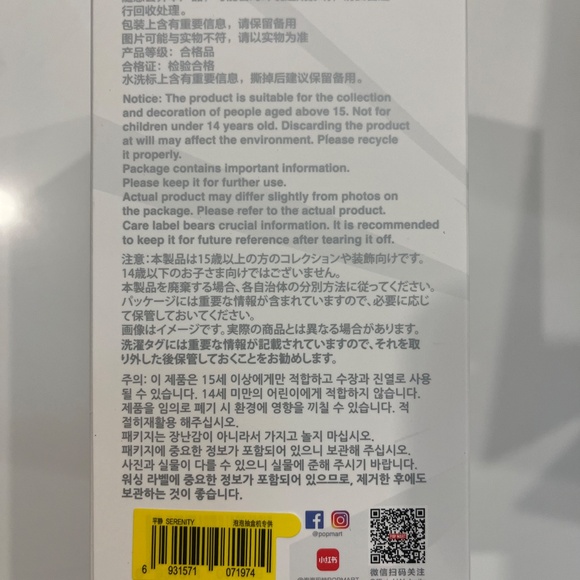 行回收处理。
包装上含有重要信息，请保留备用
图片可能与实物不符，请以实物为准
产品等级：合格品
合格证：检验合格
水洗标上含有重要信息，撕掉后建议保留备用。
Notice: The product is suitable for the collection
and decoration of people aged above 15. Not for
children under 14 years old. Discarding the product
at will may affect the environment. Please recycle
it properly.
Package contains important information.
Please keep it for further use.
Actual product may differ slightly from photos on
the package. Please refer to the actual product.
Care label bears crucial information. It is recommended
to keep it for future reference after tearing it off.
注意：本製品は15歳以上の方のコレクションや装飾向けです。
14歳以下のお子さま向けではございません。
本製品を廃棄する場合、各自治体の分別方法に従ってください。
パッケージには重要な情報が含まれていますので、必要に応じ
て保管しておいてください。
画像はイメージです。実際の商品とは異なる場合があります。
洗濯タグには重要な情報が記載されていますので、それを取
り外した後保管しておくことをお勧めします。
주의: 이 제품은 15세 이상에게만 적합하고 수장과 진열로 사용
될 수 있습니다. 14세 미만의 어린이에게 적합하지 않습니다.
제품을 임의로 폐기 시 환경에 영향을 끼칠 수 있습니다. 적
절히재활용 해주십시오.
패키지는 장난감이 아니라서 가지고 놀지 마십시오.
패키지에 중요한 정보가 포함되어 있으니 보관해 주십시오.
사진과 실물이 다를 수 있으니 실물에 준해 주시기 바랍니다.
워싱 라벨에 중요한 정보가 포함되어 있으므로, 제거한 후에도
보관하는 것이 좋습니다.
平静 SERENITY
泡泡抽盒机专供
6 931571 071974
@popmart
小红书
微信扫码关注